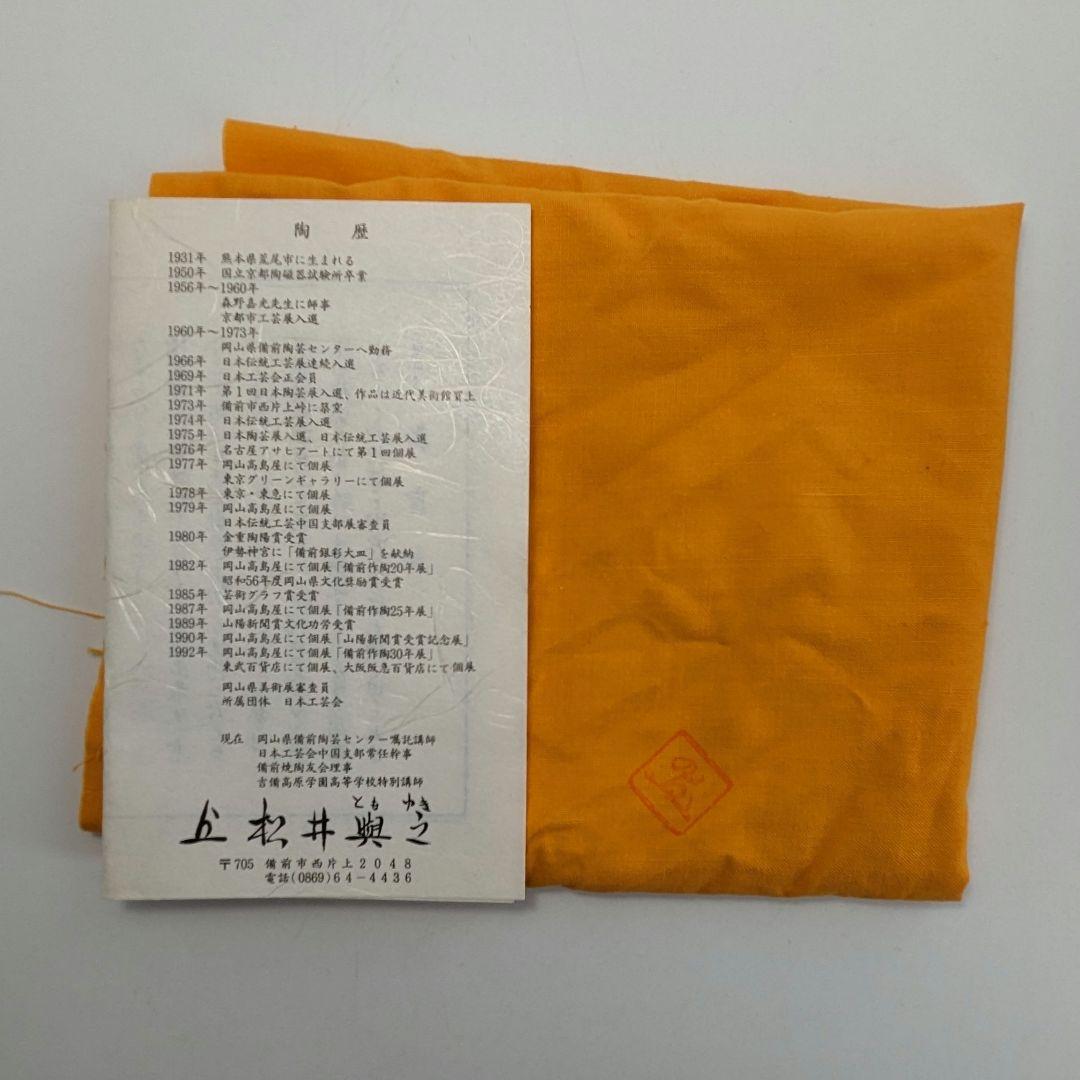 陶歴
1931年 熊本県荒尾市に生まれる
1950年 国立京都陶磁器試験所卒業
1956年～1960年
森野嘉光先生に師事
京都市工芸展入選
1960年～1973年
岡山県備前陶芸センターへ勤務
1966年 日本伝統工芸展連続入選
1969年 日本工芸会正会員
1971年 第1回日本陶芸展入選、作品は近代美術館買上
1973年 備前市西片上峠に築窯
1974年 日本伝統工芸展入選
1975年 日本陶芸展入選、日本伝統工芸展入選
1976年 名古屋アサヒアートにて第1回個展
1977年 岡山高島屋にて個展
東京グリーンギャラリーにて個展
1978年 東京・東急にて個展
1979年 岡山高島屋にて個展
日本伝統工芸中国支部展審査員
1980年 金重陶陽賞受賞
伊勢神宮に「備前銀彩大皿」を献納
1982年 岡山高島屋にて個展「備前作陶20年展」
昭和56年度岡山県文化奨励賞受賞
1985年 芸術グラフ賞受賞
1987年 岡山高島屋にて個展「備前作陶25年展」
1989年 山陽新聞賞文化功労受賞
1990年 岡山高島屋にて個展「山陽新聞賞受賞記念展」
1992年 岡山高島屋にて個展「備前作陶30年展」
東武百貨店にて個展、大阪阪急百貨店にて個展
岡山県美術展審査員
所属団体 日本工芸会
現在 岡山県備前陶芸センター嘱託講師
日本工芸会中国支部常任幹事
備前焼陶友会理事
吉備高原学園高等学校特別講師
とも ゆき
松井與之
〒705 備前市西片上2048
電話(0869)64-4436